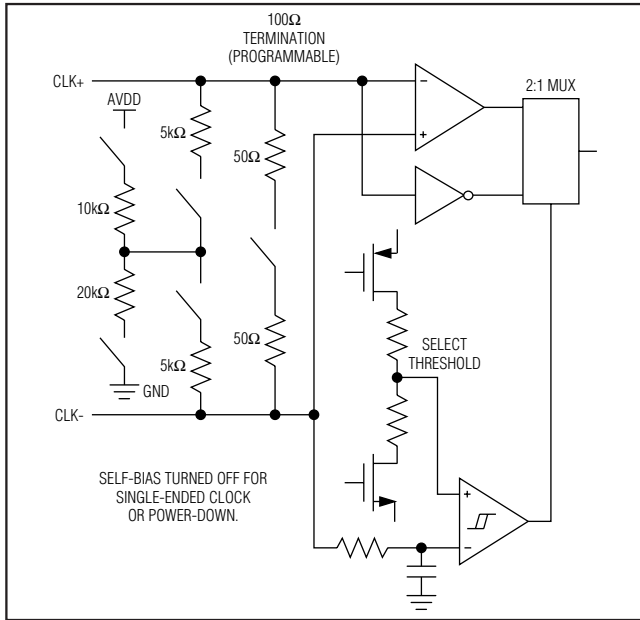 100Ω
TERMINATION
(PROGRAMMABLE)
CLK+
2:1 MUX
AVDD
5kΩ
50Ω
−
+
10kΩ
20kΩ
50Ω
SELECT
THRESHOLD
5kΩ
GND
CLK-
SELF-BIAS TURNED OFF FOR
SINGLE-ENDED CLOCK
OR POWER-DOWN.
+
−